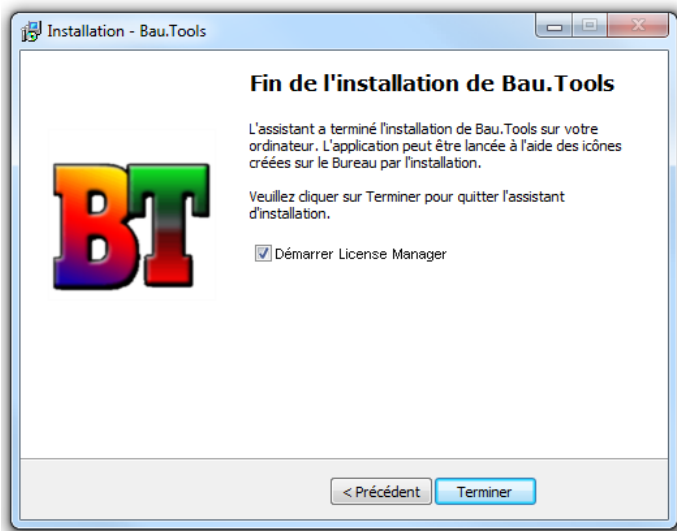 Installation - Bau.Tools
Fin de l'installation de Bau.Tools
L'assistant a terminé l'installation de Bau.Tools sur votre
ordinateur. L'application peut être lancée à l'aide des icônes
créées sur le Bureau par l'installation.
Veuillez cliquer sur Terminer pour quitter l'assistant
d'installation.
BT
Démarrer License Manager
< Précédent
Terminer